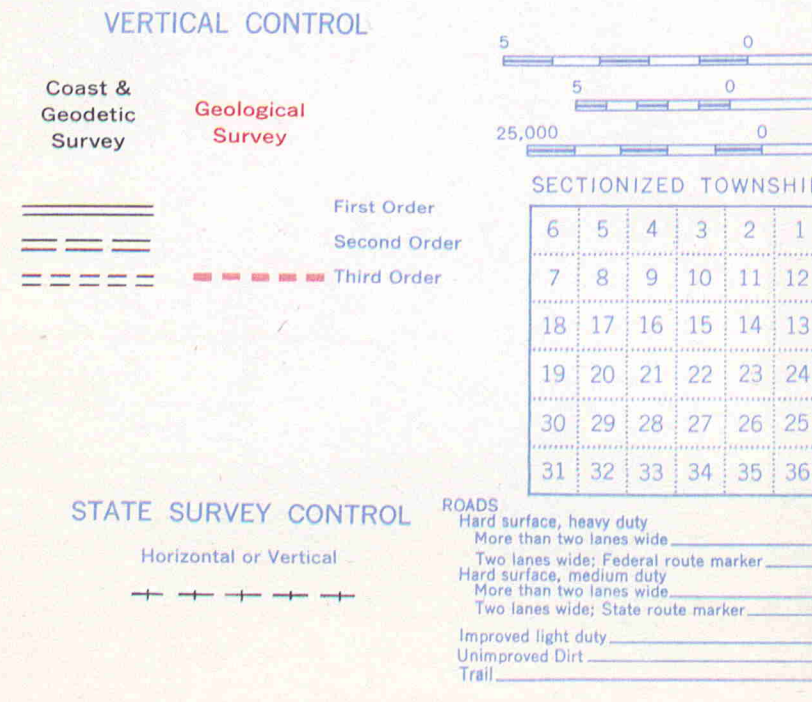 VERTICAL CONTROL
Coast &
Geodetic
Survey
Geological
Survey
First Order
Second Order
Third Order
STATE SURVEY CONTROL
Horizontal or Vertical
5 0
5 0
25,000 0
SECTIONIZED TOWNSHI
6 5 4 3 2 1
7 8 9 10 11 12
18 17 16 15 14 13
19 20 21 22 23 24
30 29 28 27 26 25
31 32 33 34 35 36
ROADS
Hard surface, heavy duty
More than two lanes wide
Two lanes wide; Federal route marker
Hard surface, medium duty
More than two lanes wide
Two lanes wide; State route marker
Improved light duty
Unimproved Dirt
Trail